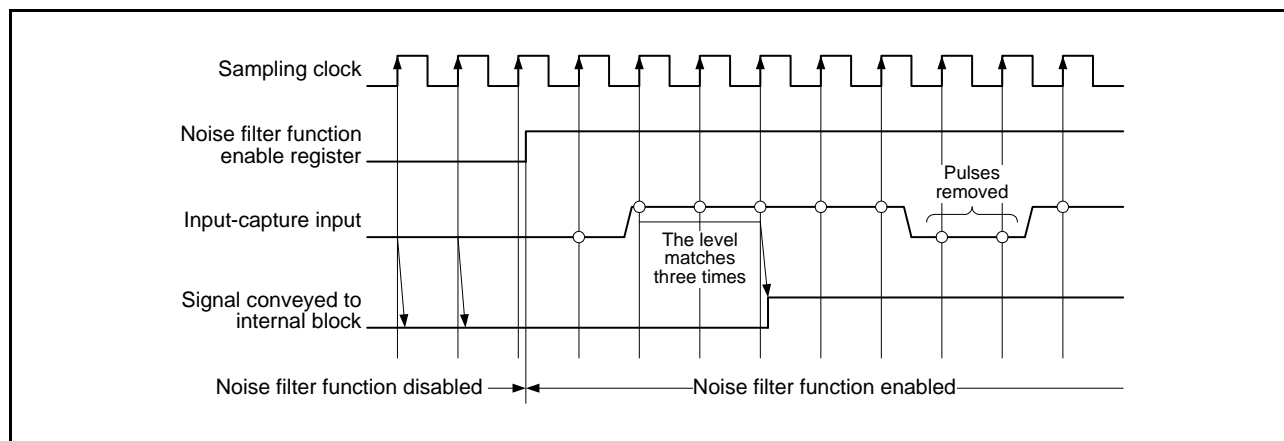 Sampling clock
Noise filter function
enable register
Pulses
removed
Input-capture input
The level
matches
three times
Signal conveyed to
internal block
Noise filter function disabled
Noise filter function enabled